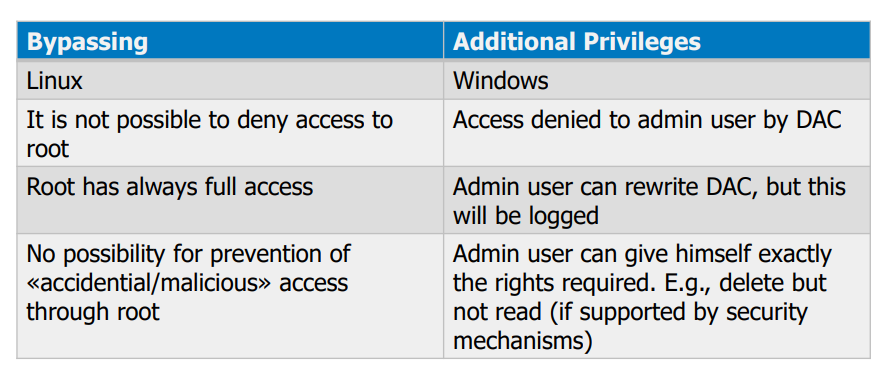 Bypassing
Additional Privileges
Linux
Windows
It is not possible to deny access to
root
Access denied to admin user by DAC
Root has always full access
Admin user can rewrite DAC, but this
will be logged
No possibility for prevention of
«accidential/malicious» access
through root
Admin user can give himself exactly
the rights required. E.g., delete but
not read (if supported by security
mechanisms)